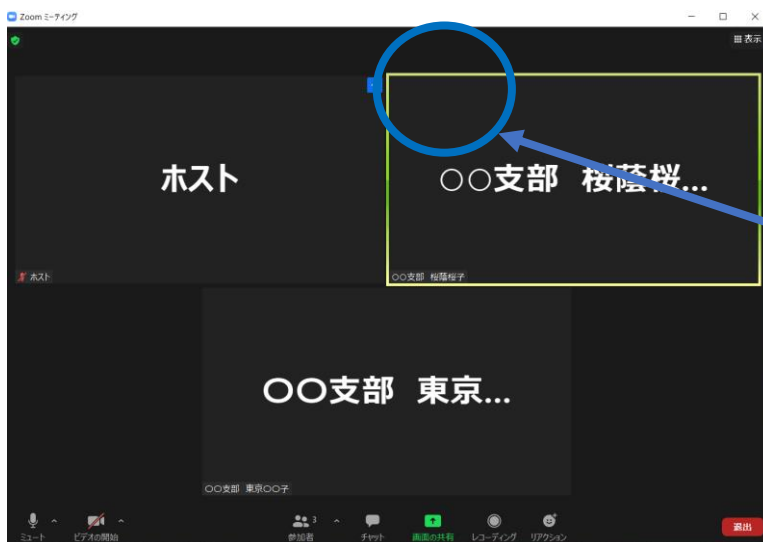 Zoom ミーティング
表示
ホスト
○○支部 桜蔭桜...
ホスト
○○支部 桜蔭桜子
○○支部 東京...
○○支部 東京○○子
ミュート
ビデオの開始
参加者
3
チャット
画面の共有
レコーディング
リアクション
退出